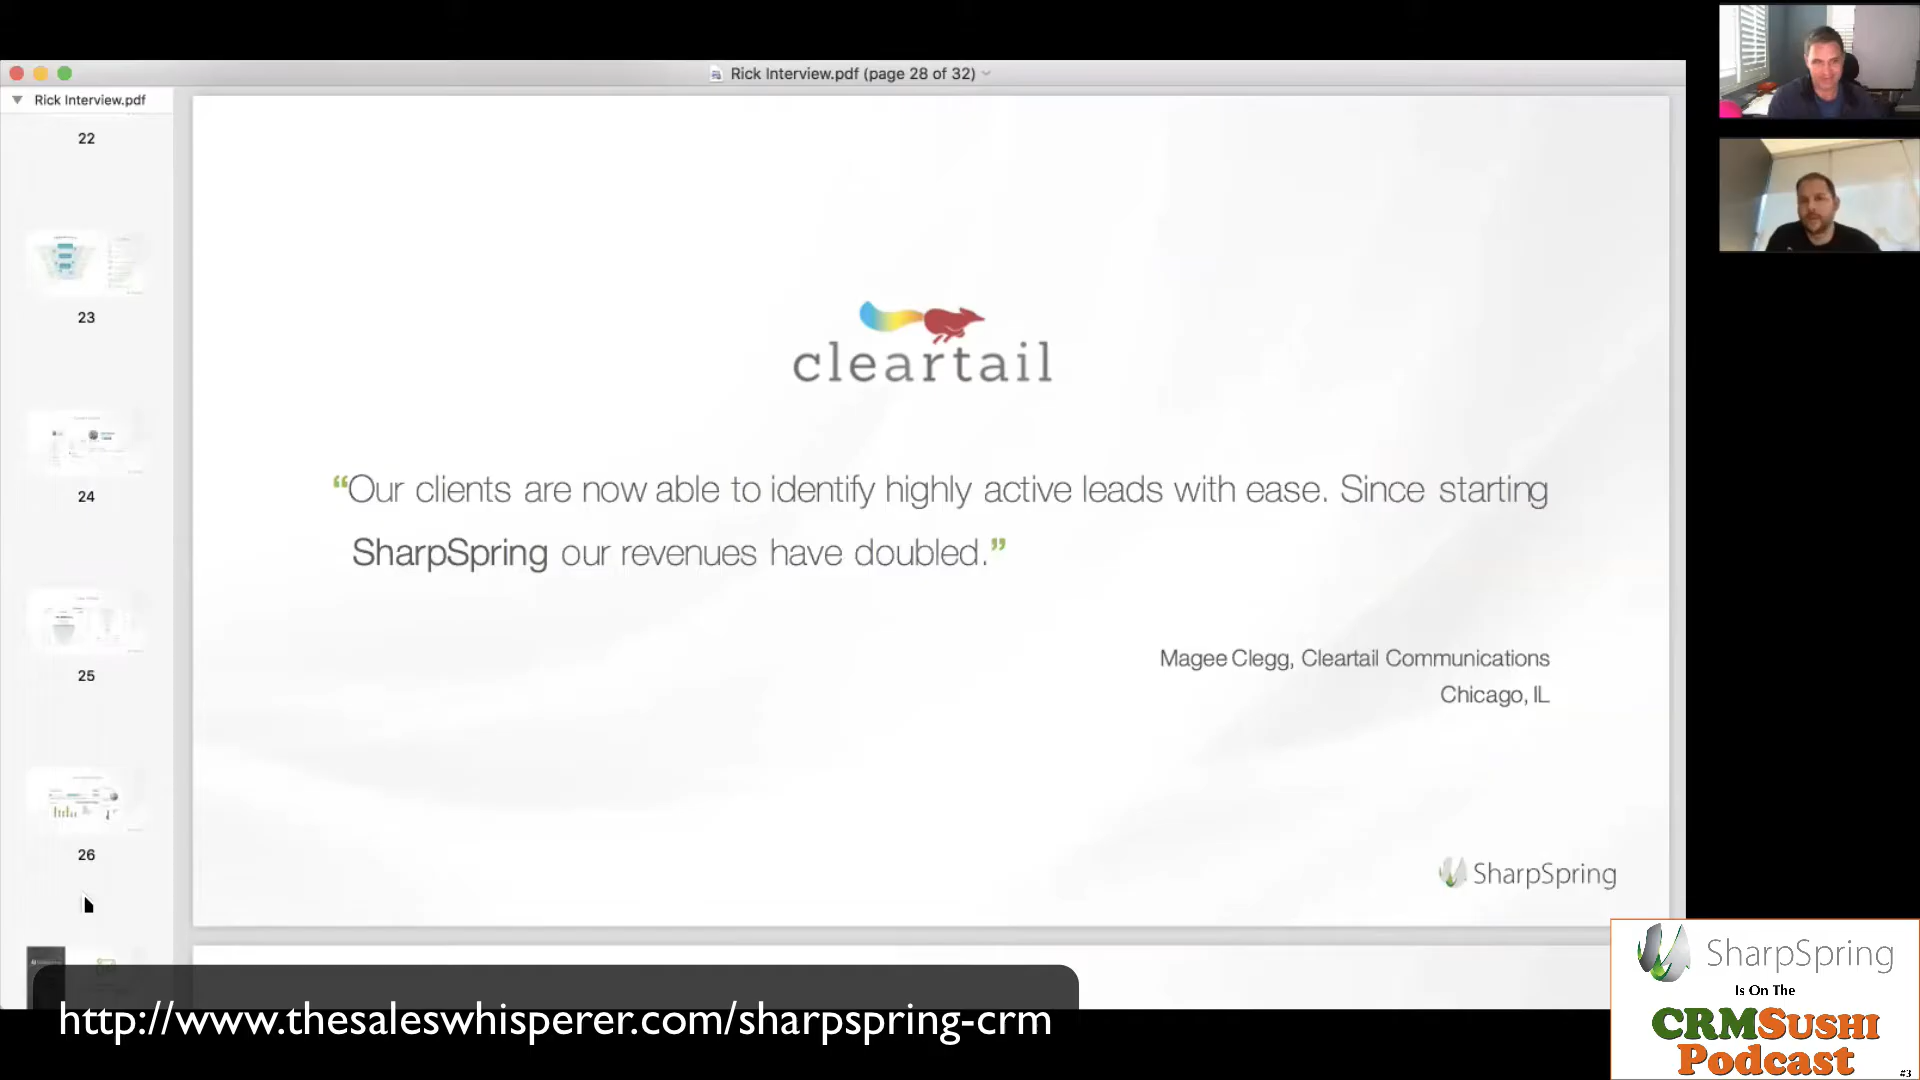 Rick Interview.pdf (page 28 of 32)
Rick Interview.pdf
22
23
24
25
26
cleartail
“Our clients are now able to identify highly active leads with ease. Since starting
SharpSpring our revenues have doubled.”
Magee Clegg, Cleartail Communications
Chicago, IL
SharpSpring
http://www.thesaleswhisperer.com/sharpspring-crm
SharpSpring
Is On The
CRMSUSHI
Podcast
#3